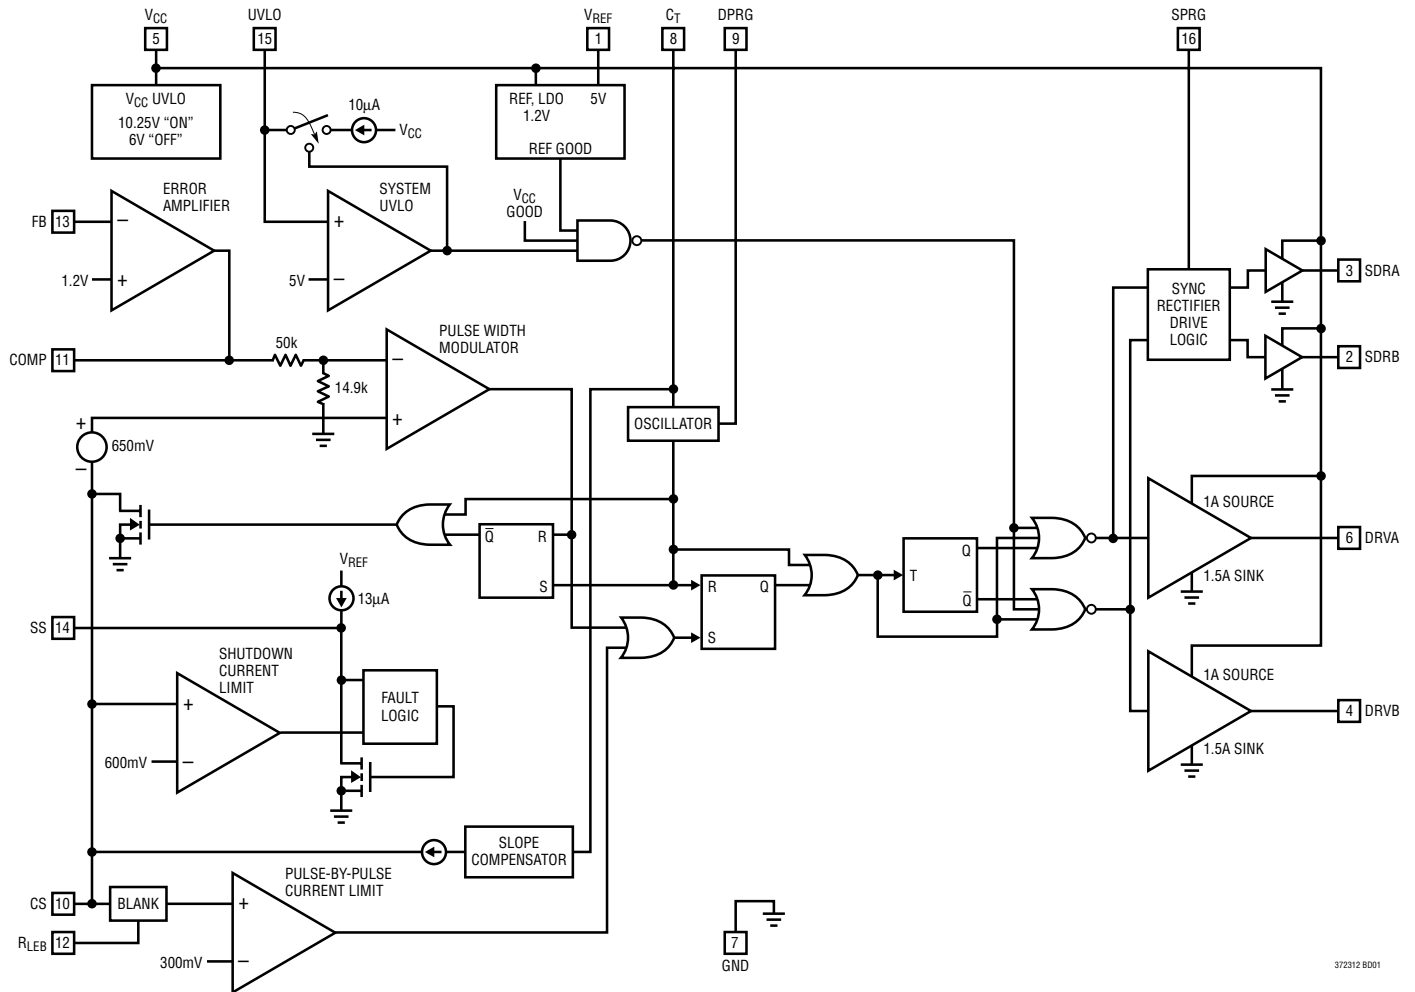 VCC
UVLO
VREF
CT
DPRG
SPRG
5
15
1
8
9
16
VCC UVLO
10.25V “ON”
6V “OFF”
10µA
VCC
REF, LDO
1.2V
5V
REF GOOD
ERROR
AMPLIFIER
SYSTEM
UVLO
VCC
GOOD
FB 13
−
1.2V
+
+
5V
−
SYNC
RECTIFIER
DRIVE
LOGIC
3 SDRA
2 SDRB
PULSE WIDTH
MODULATOR
COMP 11
50k
14.9k
−
+
OSCILLATOR
+
650mV
−
Q̅
R
S
1A SOURCE
6 DRVA
1.5A SINK
VREF
13µA
R
Q
S
T
Q
Q̅
SS 14
SHUTDOWN
CURRENT
LIMIT
+
600mV
−
FAULT
LOGIC
1A SOURCE
4 DRVB
1.5A SINK
SLOPE
COMPENSATOR
PULSE-BY-PULSE
CURRENT LIMIT
CS 10
BLANK
+
RLEB 12
300mV
−
7
GND
372312 BD01